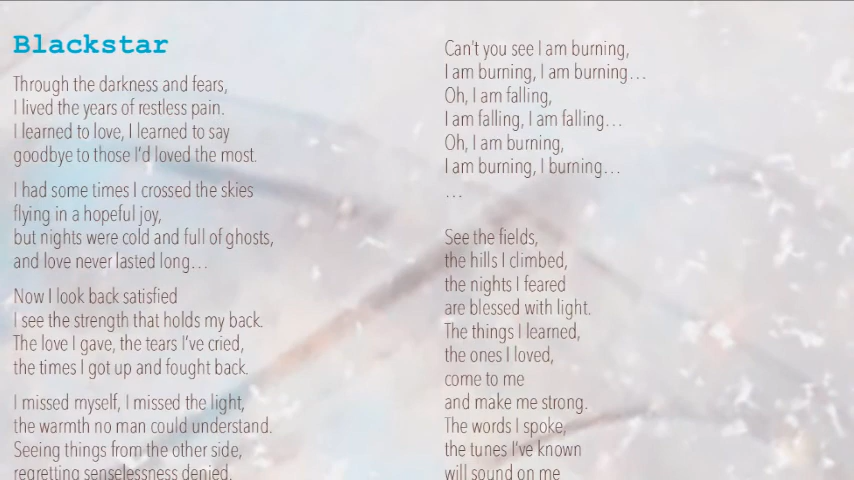 Blackstar
Through the darkness and fears,
I lived the years of restless pain.
I learned to love, I learned to say
goodbye to those I'd loved the most.
I had some times I crossed the skies
flying in a hopeful joy,
but nights were cold and full of ghosts,
and love never lasted long…
Now I look back satisfied
I see the strength that holds my back.
The love I gave, the tears I've cried,
the times I got up and fought back.
I missed myself, I missed the light,
the warmth no man could understand.
Seeing things from the other side,
regretting senselessness denied.
Can't you see I am burning,
I am burning, I am burning…
Oh, I am falling,
I am falling, I am falling…
Oh, I am burning,
I am burning, I burning…
…
See the fields,
the hills I climbed,
the nights I feared
are blessed with light.
The things I learned,
the ones I loved,
come to me
and make me strong.
The words I spoke,
the tunes I've known
will sound on me